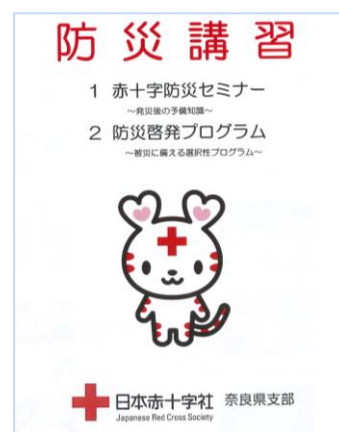 防災講習
1 赤十字防災セミナー
～発災後の予備知識～
2 防災啓発プログラム
～被災に備える選択性プログラム～
日本赤十字社 奈良県支部
Japanese Red Cross Society